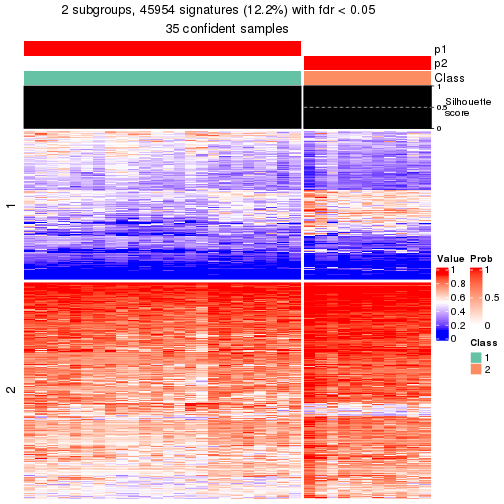 2 subgroups, 45954 signatures (12.2%) with fdr < 0.05
35 confident samples
p1
p2
Class
1
0.5
0
Silhouette
score
1
2
Value
1
0.8
0.6
0.4
0.2
0
Prob
1
0.5
0
Class
1
2